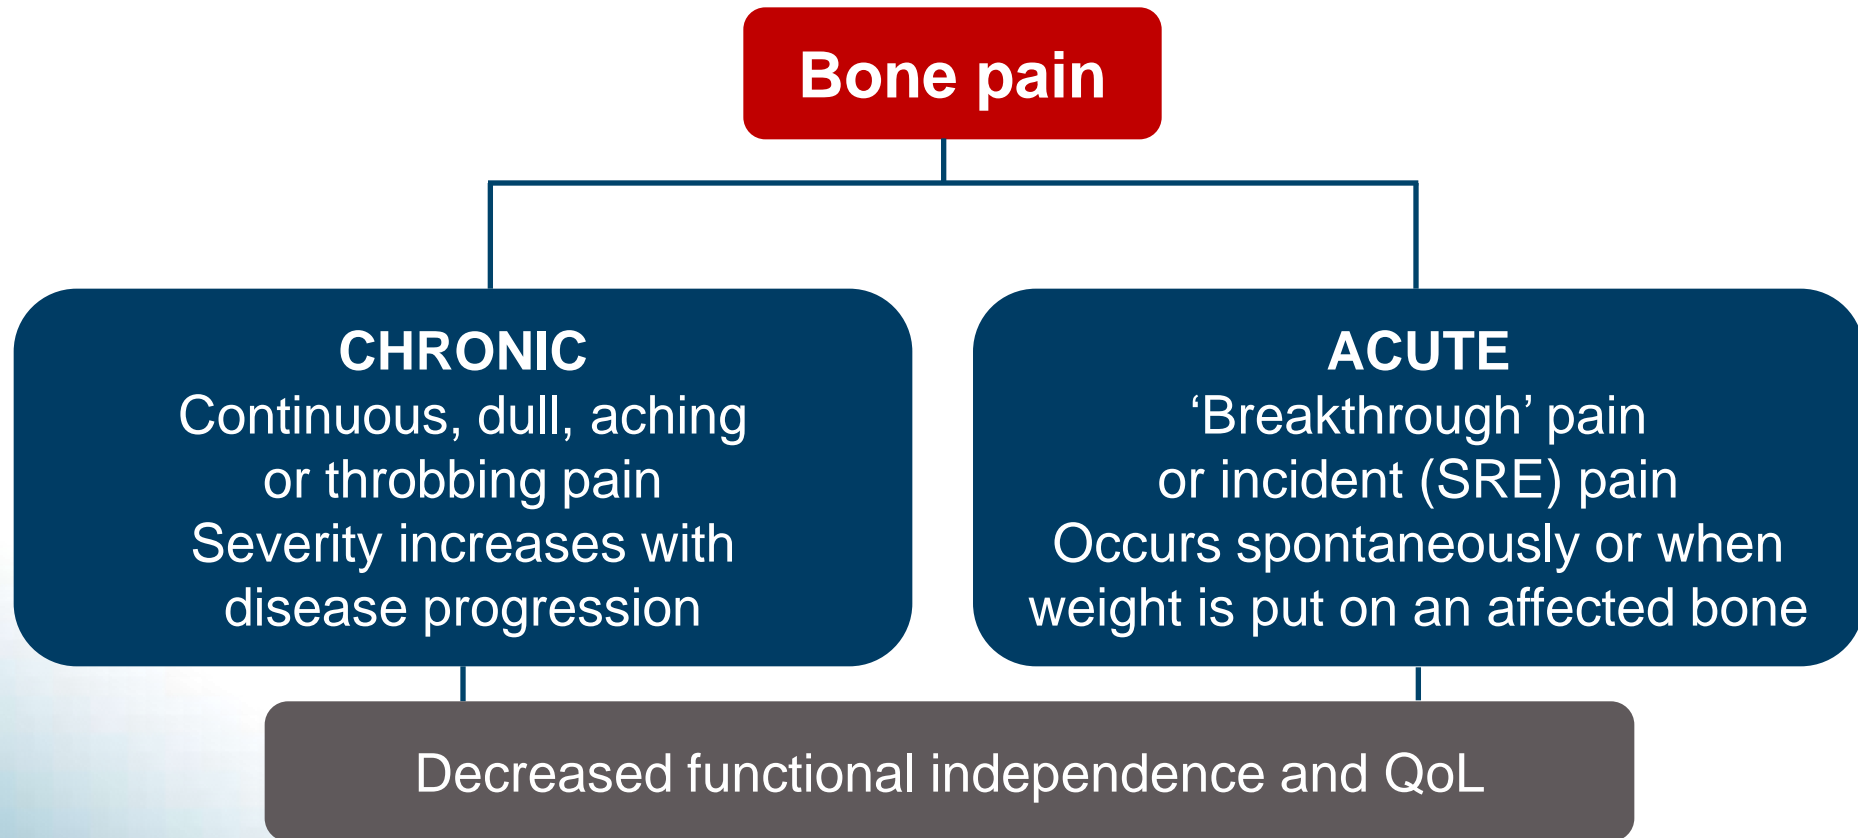 Bone pain
CHRONIC
Continuous, dull, aching
or throbbing pain
Severity increases with
disease progression
ACUTE
‘Breakthrough’ pain
or incident (SRE) pain
Occurs spontaneously or when
weight is put on an affected bone
Decreased functional independence and QoL